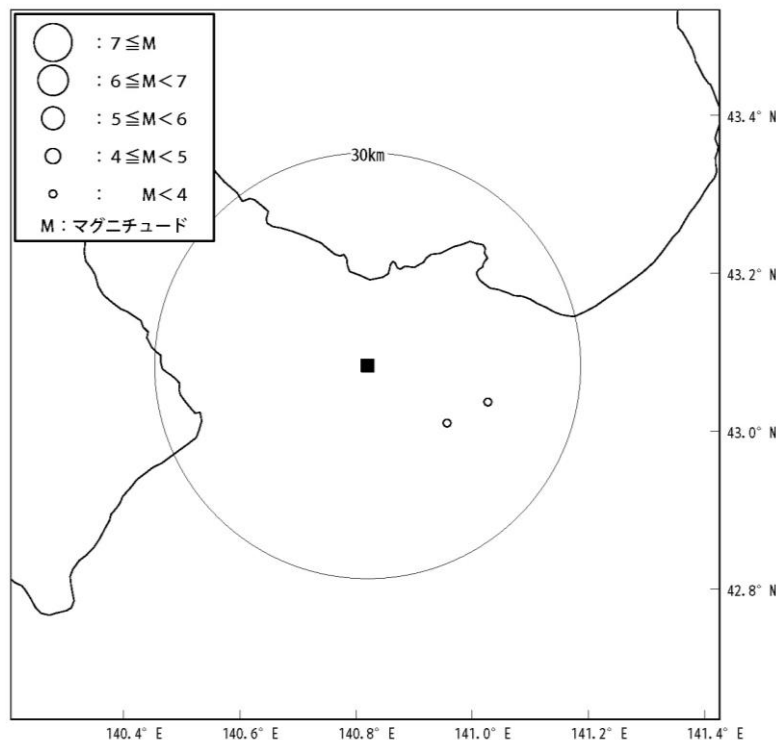 ：７≦M
：６≦M＜７
：５≦M＜６
：４≦M＜５
：　　M＜４
M：マグニチュード
30km
43.4° N
43.2° N
43.0° N
42.8° N
140.4° E 140.6° E 140.8° E 141.0° E 141.2° E 141.4° E